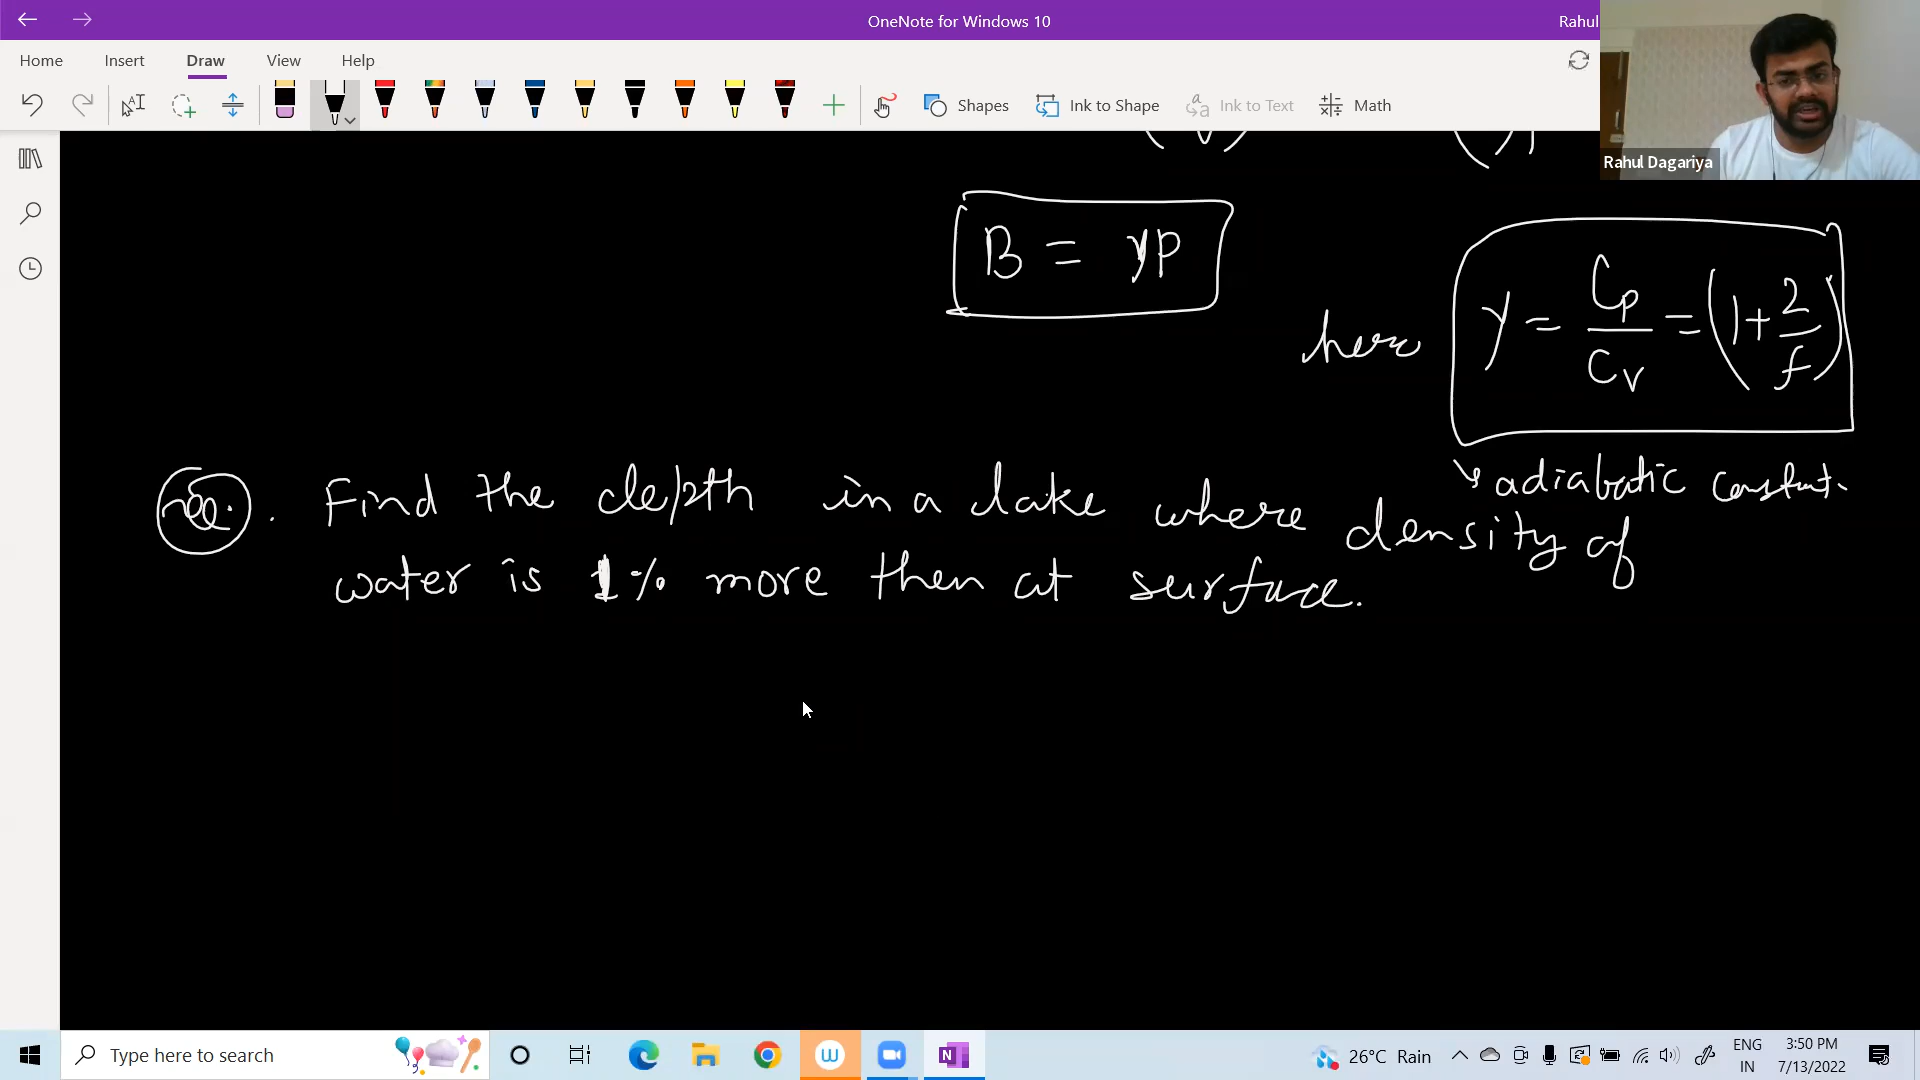 OneNote for Windows 10
Rahul
Home Insert Draw View Help
Shapes Ink to Shape Ink to Text Math
Rahul Dagariya
B = γP
here γ = Cp/Cv = (1 + 2/f)
↘ adiabatic constant.
Find the depth in a lake where density of
water is 1% more then at surface.
Type here to search
26°C Rain
ENG
IN
3:50 PM
7/13/2022